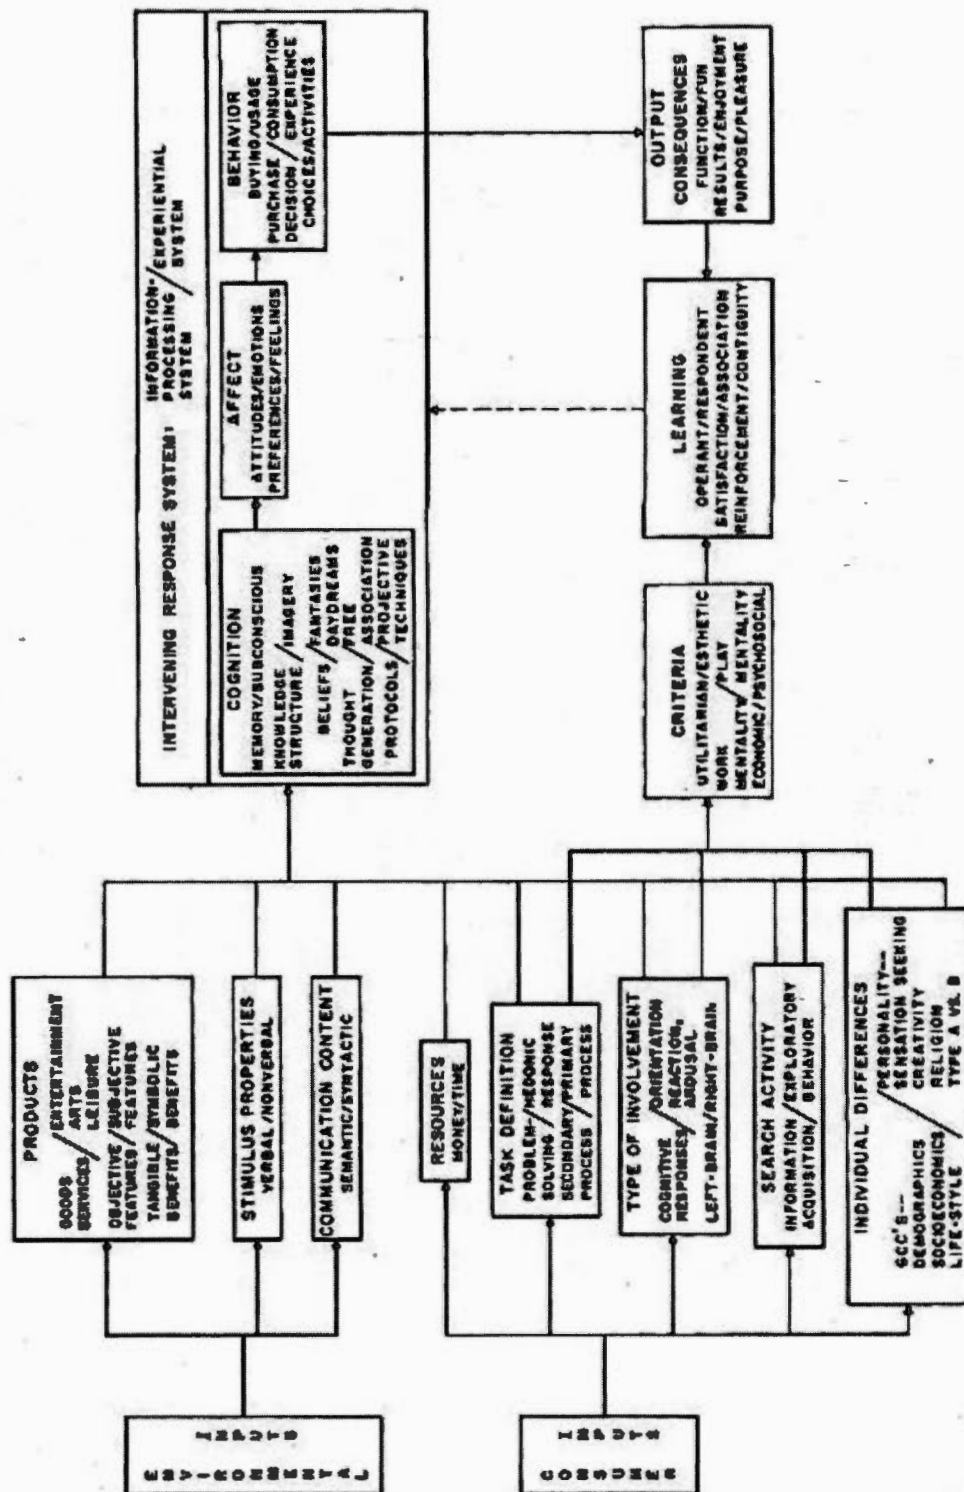 ENVIRONMENTAL
INPUTS
PRODUCTS
GOODS / ENTERTAINMENT
SERVICES / ARTS
LEISURE
OBJECTIVE / SUBJECTIVE
FEATURES / FEATURES
TANGIBLE / SYMBOLIC
BENEFITS / BENEFITS
STIMULUS PROPERTIES
VERBAL/NONVERBAL
COMMUNICATION CONTENT
SEMANTIC/SYNTACTIC
CONSUMER
INPUTS
RESOURCES
MONEY/TIME
TASK DEFINITION
PROBLEM- / HEDONIC
SOLVING / RESPONSE
SECONDARY/PRIMARY
PROCESS / PROCESS
TYPE OF INVOLVEMENT
COGNITIVE / ORIENTATION
RESPONSES / REACTION,
AROUSAL
LEFT-BRAIN/RIGHT-BRAIN
SEARCH ACTIVITY
INFORMATION / EXPLORATORY
ACQUISITION / BEHAVIOR
INDIVIDUAL DIFFERENCES
GCC'S-- / PERSONALITY--
DEMOGRAPHICS / SENSATION SEEKING
SOCIOECONOMICS / CREATIVITY
LIFE-STYLE / RELIGION
TYPE A VS. B
INTERVENING RESPONSE SYSTEM:
INFORMATION- / EXPERIENTIAL
PROCESSING / SYSTEM
SYSTEM
COGNITION
MEMORY/SUBCONSCIOUS
KNOWLEDGE / IMAGERY
STRUCTURE
BELIEFS / FANTASIES
DAYDREAMS
THOUGHT / FREE
GENERATION / ASSOCIATION
PROTOCOLS / PROJECTIVE
TECHNIQUES
AFFECT
ATTITUDES/EMOTIONS
PREFERENCES/FEELINGS
BEHAVIOR
BUYING/USAGE
PURCHASE / CONSUMPTION
DECISION / EXPERIENCE
CHOICES/ACTIVITIES
CRITERIA
UTILITARIAN/ESTHETIC
WORK / PLAY
MENTALITY / MENTALITY
ECONOMIC/PSYCHOSOCIAL
LEARNING
OPERANT/RESPONDENT
SATISFACTION/ASSOCIATION
REINFORCEMENT/CONTIGUITY
OUTPUT
CONSEQUENCES
FUNCTION/FUN
RESULTS/ENJOYMENT
PURPOSE/PLEASURE